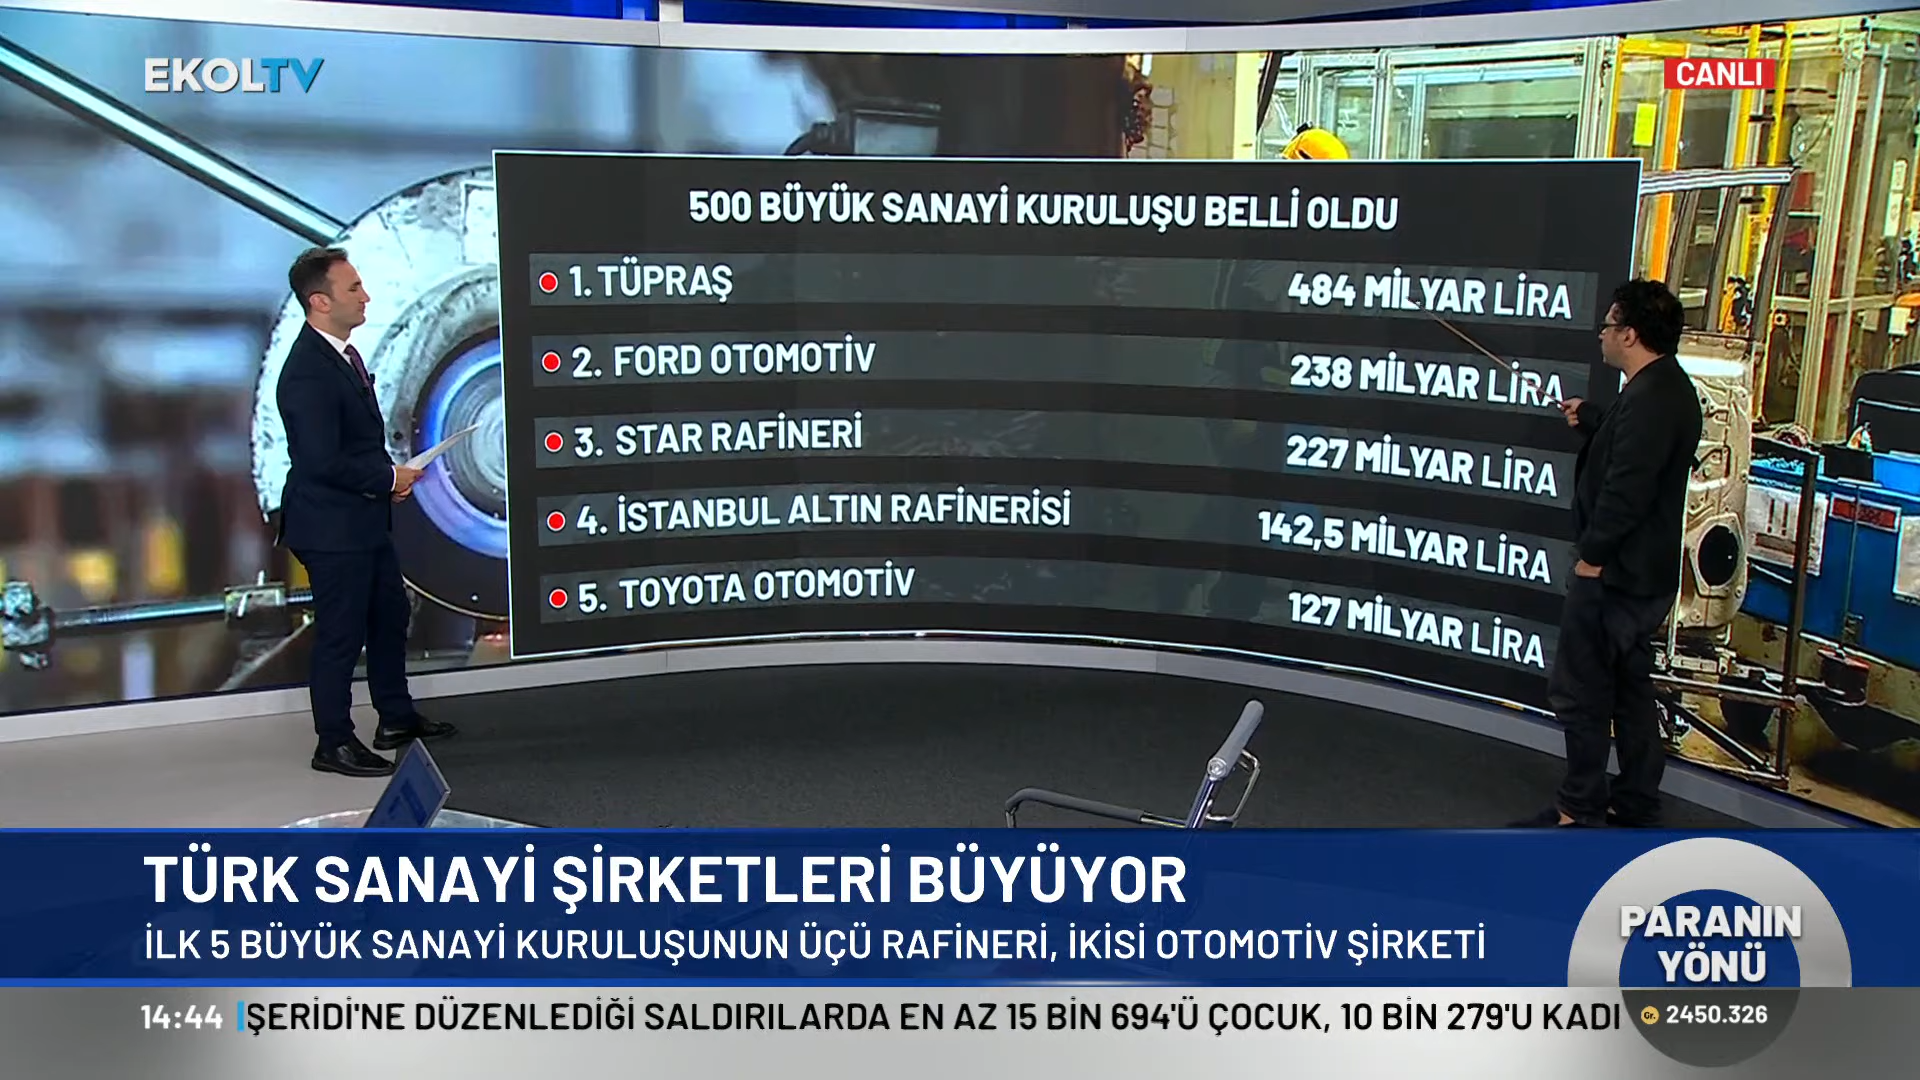 EKOLTV
CANLI
500 BÜYÜK SANAYİ KURULUŞU BELLİ OLDU
1. TÜPRAŞ 484 MİLYAR LİRA
2. FORD OTOMOTİV 238 MİLYAR LİRA
3. STAR RAFİNERİ 227 MİLYAR LİRA
4. İSTANBUL ALTIN RAFİNERİSİ 142,5 MİLYAR LİRA
5. TOYOTA OTOMOTİV 127 MİLYAR LİRA
TÜRK SANAYİ ŞİRKETLERİ BÜYÜYOR
İLK 5 BÜYÜK SANAYİ KURULUŞUNUN ÜÇÜ RAFİNERİ, İKİSİ OTOMOTİV ŞİRKETİ
PARANIN
YÖNÜ
14:44 ŞERİDİ'NE DÜZENLEDİĞİ SALDIRILARDA EN AZ 15 BİN 694'Ü ÇOCUK, 10 BİN 279'U KADI
Gr. 2450.326